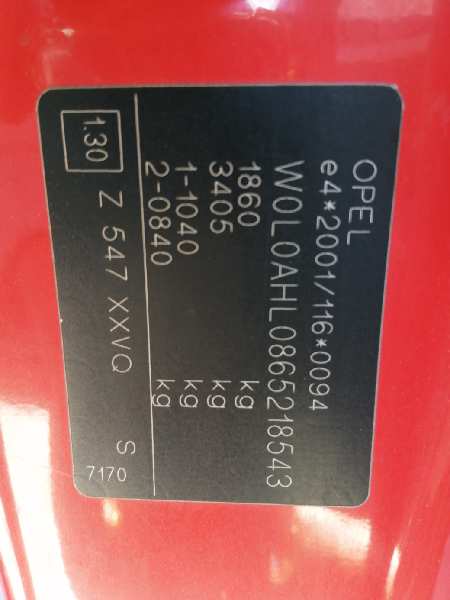 OPEL
e4*2001/116*0094
W0L0AHL0865218543
1860 kg
3405 kg
1-1040 kg
2-0840 kg
1.30 Z 547 XXVQ S
7170